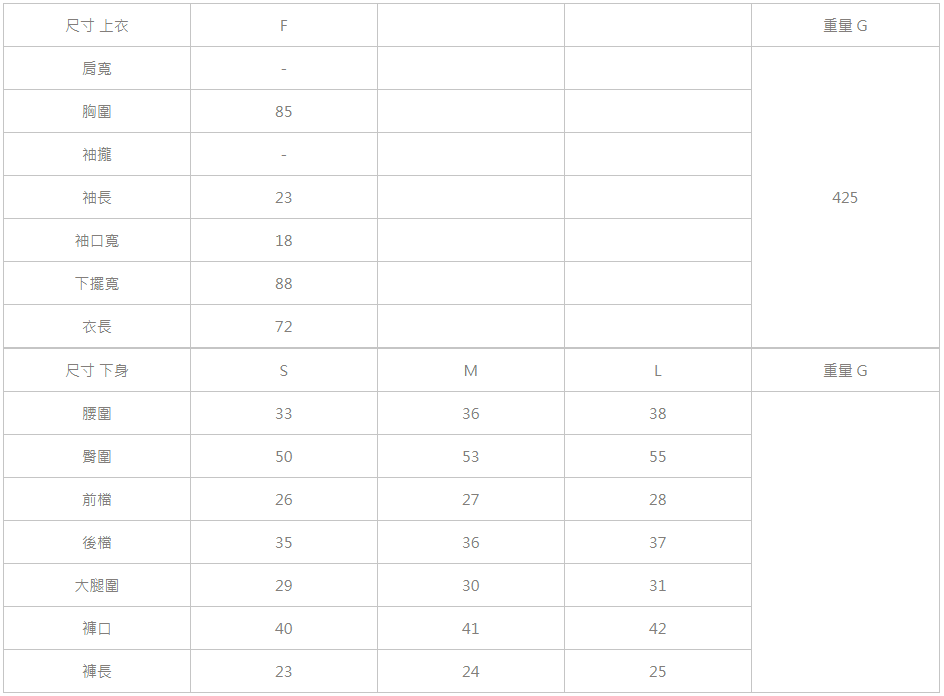 尺寸 上衣 F 重量 G
肩寬 -
胸圍 85
袖攏 -
袖長 23 425
袖口寬 18
下擺寬 88
衣長 72
尺寸 下身 S M L 重量 G
腰圍 33 36 38
臀圍 50 53 55
前檔 26 27 28
後檔 35 36 37
大腿圍 29 30 31
褲口 40 41 42
褲長 23 24 25